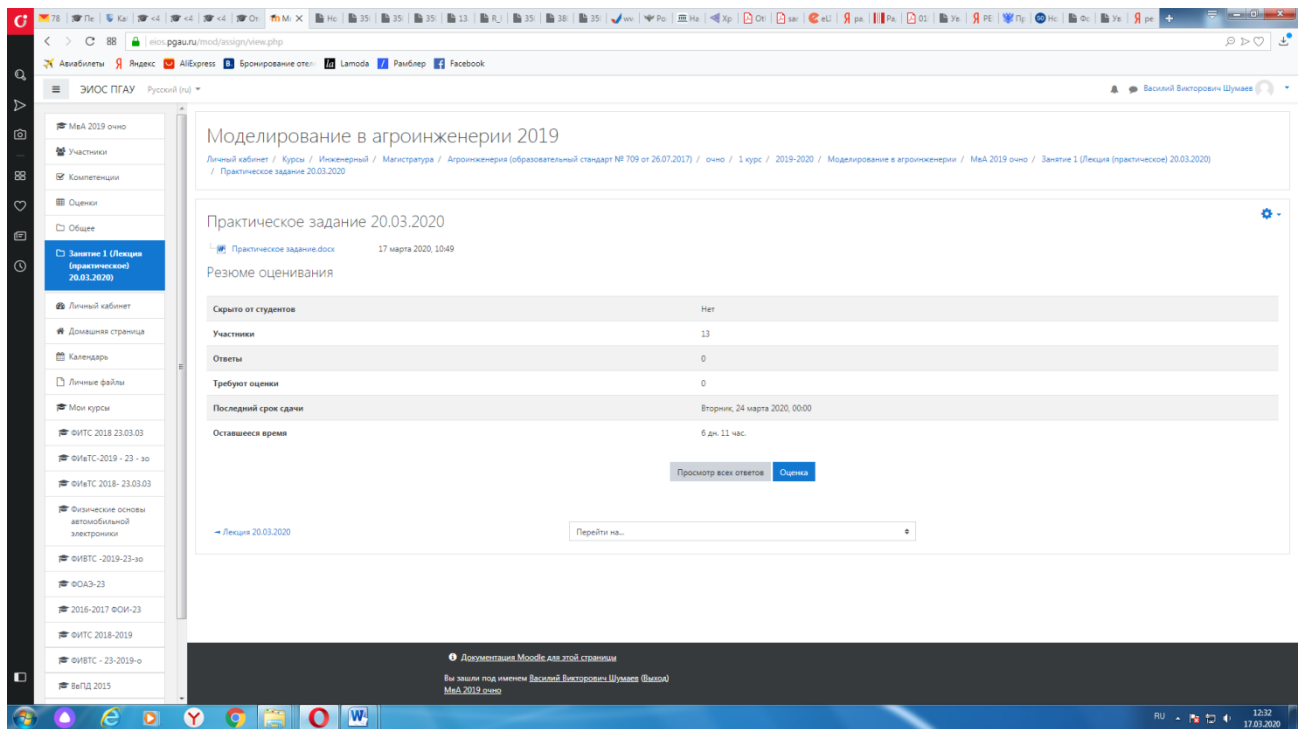 eios.pgau.ru/mod/assign/view.php
Авиабилеты Яндекс AliExpress Бронирование отел Lamoda Рамблер Facebook
ЭИОС ПГАУ Русский (ru)
Василий Викторович Шумаев
МвА 2019 очно
Участники
Компетенции
Оценки
Общее
Занятие 1 (Лекция
(практическое)
20.03.2020)
Личный кабинет
Домашняя страница
Календарь
Личные файлы
Мои курсы
ФИТС 2018 23.03.03
ФИвТС-2019 - 23 - зо
ФИвТС 2018- 23.03.03
Физические основы
автомобильной
электроники
ФИВТС -2019-23-зо
ФОАЭ-23
2016-2017 ФОИ-23
ФИТС 2018-2019
ФИВТС - 23-2019-о
ВеПД 2015
Моделирование в агроинженерии 2019
Личный кабинет / Курсы / Инженерный / Магистратура / Агроинженерия (образовательный стандарт № 709 от 26.07.2017) / очно / 1 курс / 2019-2020 / Моделирование в агроинженерии / МвА 2019 очно / Занятие 1 (Лекция (практическое) 20.03.2020)
/ Практическое задание 20.03.2020
Практическое задание 20.03.2020
Практическое задание.docx 17 марта 2020, 10:49
Резюме оценивания
Скрыто от студентов Нет
Участники 13
Ответы 0
Требуют оценки 0
Последний срок сдачи Вторник, 24 марта 2020, 00:00
Оставшееся время 6 дн. 11 час.
Просмотр всех ответов Оценка
→ Лекция 20.03.2020 Перейти на...
Документация Moodle для этой страницы
Вы зашли под именем Василий Викторович Шумаев (Выход)
МвА 2019 очно
RU 12:32
17.03.2020